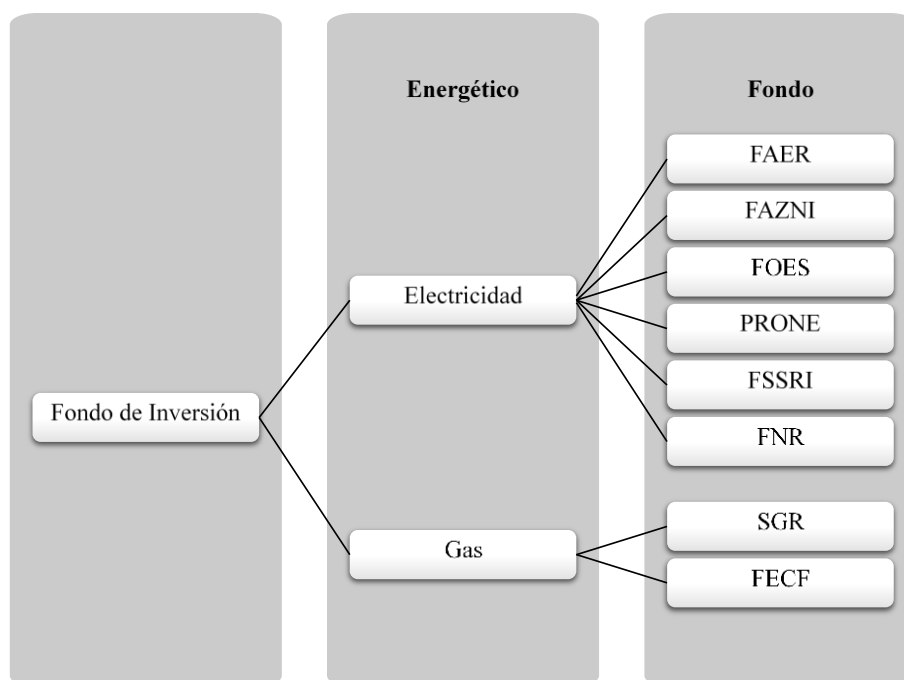 Energético
Fondo
FAER
FAZNI
Electricidad
FOES
PRONE
FSSRI
Fondo de Inversión
FNR
SGR
Gas
FECF